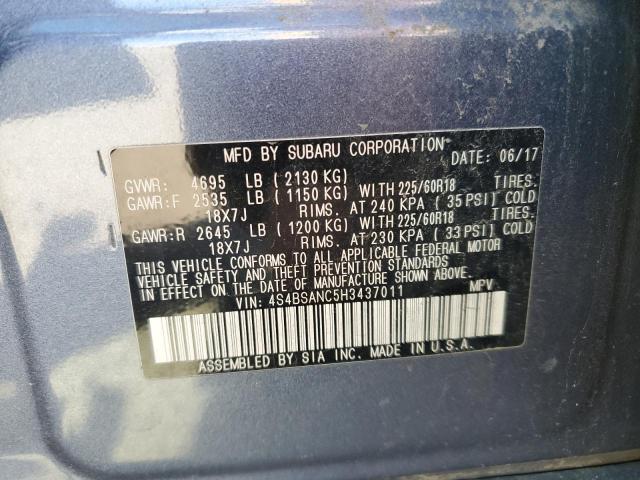 MFD BY SUBARU CORPORATION DATE: 06/17
GVWR: 4695 LB (2130 KG)
GAWR:F 2535 LB (1150 KG) WITH 225/60R18 TIRES.
18X7J RIMS. AT 240 KPA (35 PSI) COLD
GAWR:R 2645 LB (1200 KG) WITH 225/60R18 TIRES.
18X7J RIMS. AT 230 KPA (33 PSI) COLD
THIS VEHICLE CONFORMS TO ALL APPLICABLE FEDERAL MOTOR
VEHICLE SAFETY AND THEFT PREVENTION STANDARDS
IN EFFECT ON THE DATE OF MANUFACTURE SHOWN ABOVE.
VIN: 4S4BSANC5H3437011 MPV
ASSEMBLED BY SIA INC. MADE IN U.S.A.